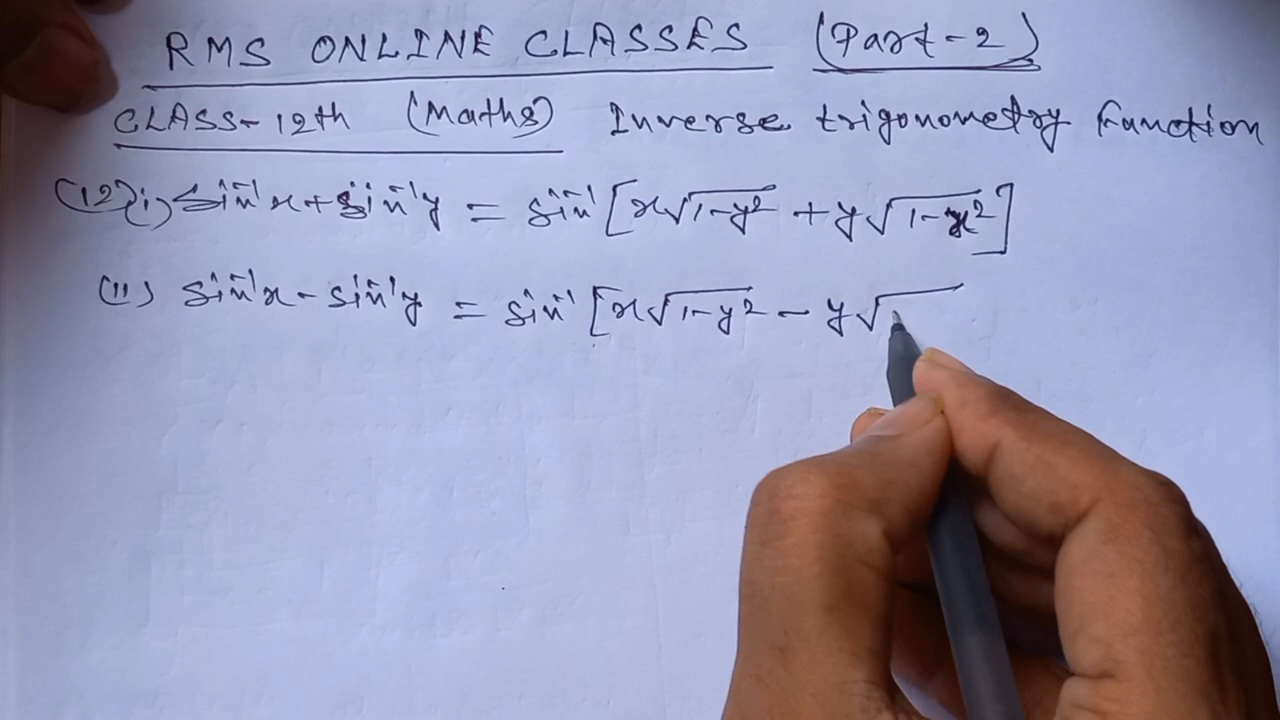 RMS ONLINE CLASSES (Part-2)
CLASS-12th (Maths) Inverse trigonometry Function
(12)(i) sin⁻¹x + sin⁻¹y = sin⁻¹[x√1-y² + y√1-x²]
(ii) sin⁻¹x - sin⁻¹y = sin⁻¹[x√1-y² - y√